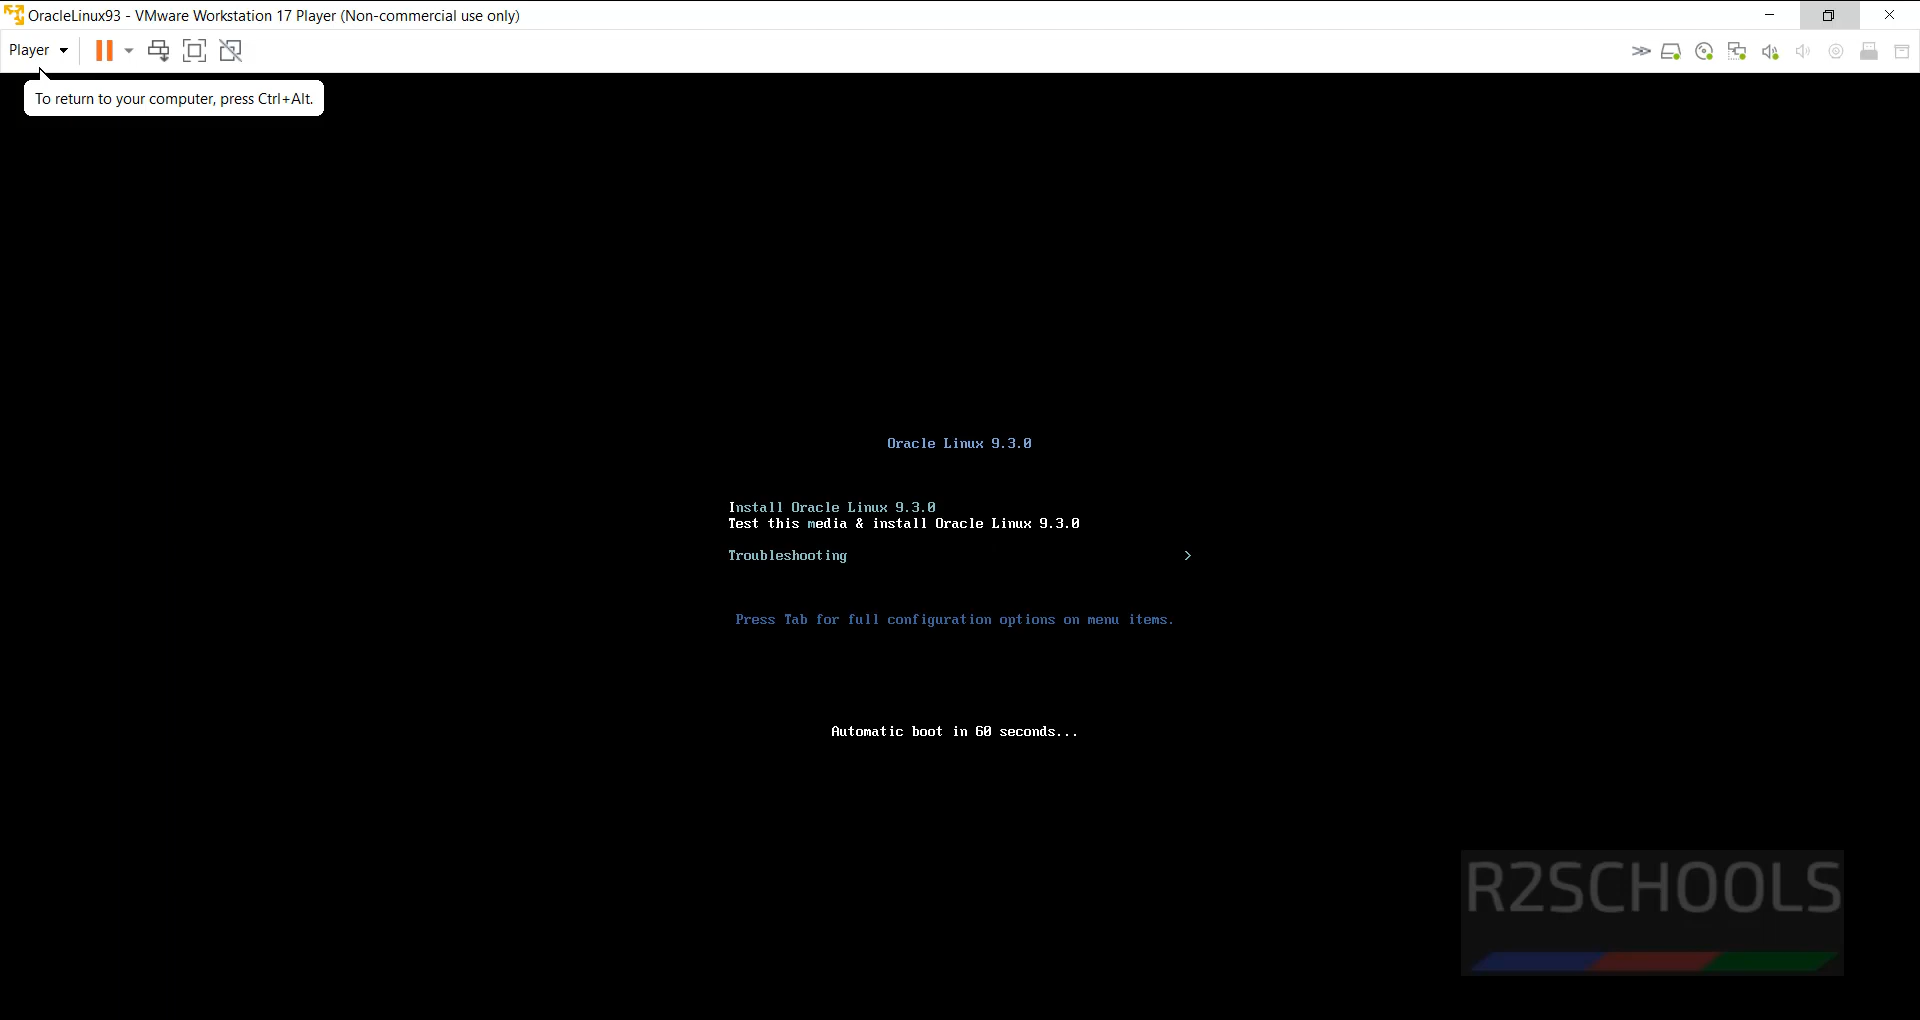 OracleLinux93 - VMware Workstation 17 Player (Non-commercial use only)
Player
To return to your computer, press Ctrl+Alt.
Oracle Linux 9.3.0
Install Oracle Linux 9.3.0
Test this media & install Oracle Linux 9.3.0
Troubleshooting >
Press Tab for full configuration options on menu items.
Automatic boot in 60 seconds...
R2SCHOOLS